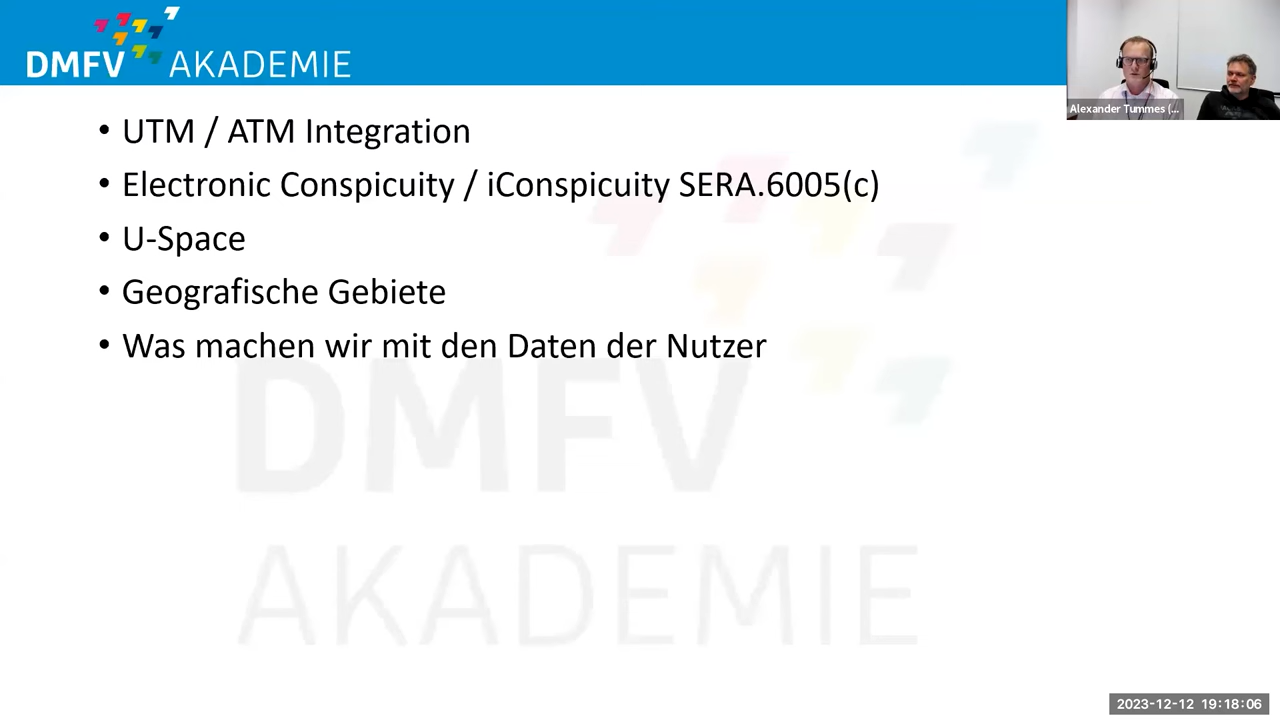 DMFV AKADEMIE
Alexander Tummes (...
• UTM / ATM Integration
• Electronic Conspicuity / iConspicuity SERA.6005(c)
• U-Space
• Geografische Gebiete
• Was machen wir mit den Daten der Nutzer
DMFV
AKADEMIE
2023-12-12 19:18:06